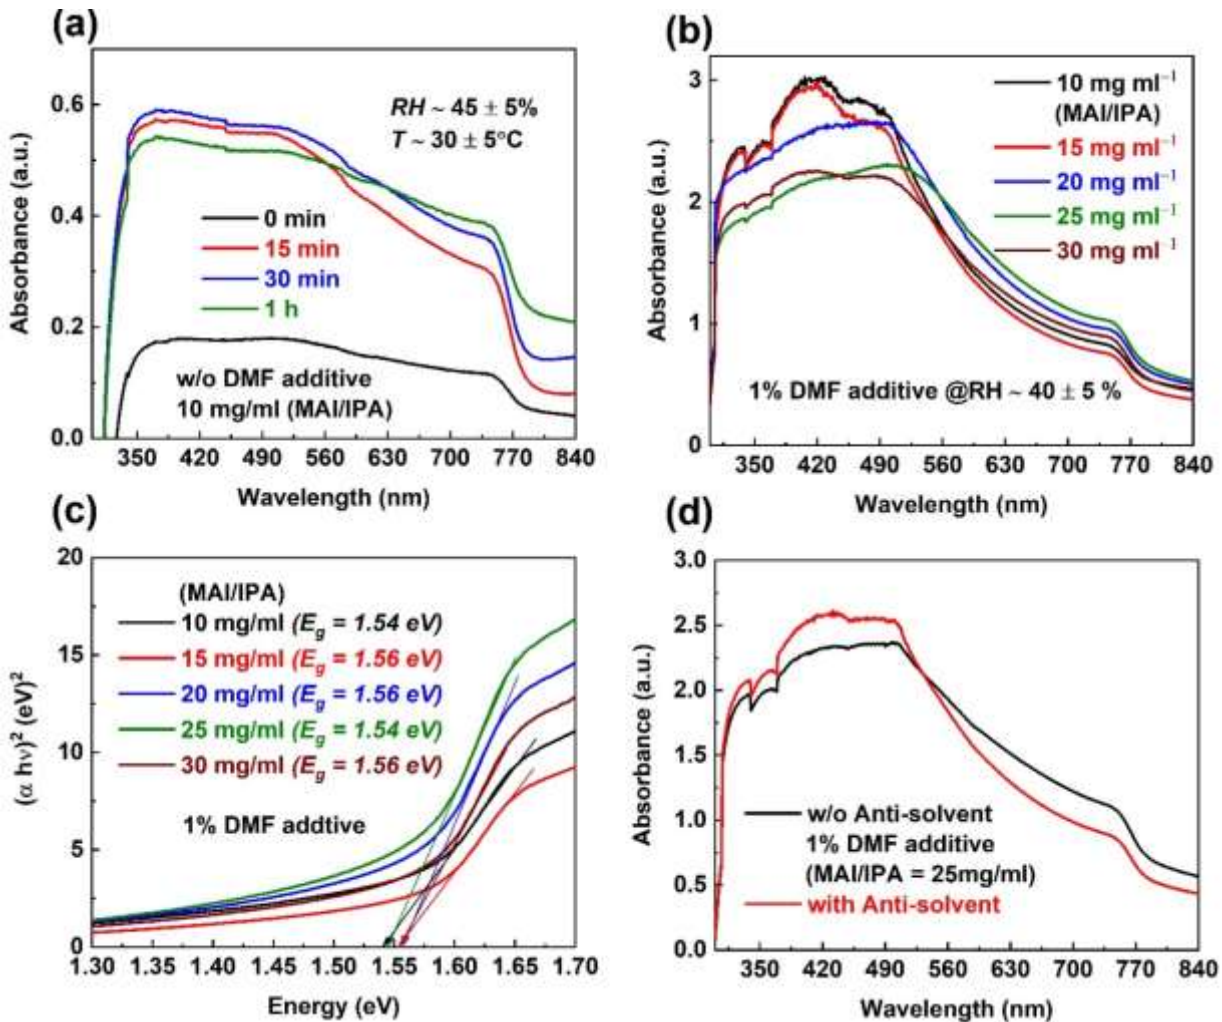 (a)
Absorbance (a.u.)
0.6
0.4
0.2
0.0
RH ~ 45 ± 5%
T ~ 30 ± 5°C
0 min
15 min
30 min
1 h
w/o DMF additive
10 mg/ml (MAI/IPA)
350 420 490 560 630 700 770 840
Wavelength (nm)
(b)
Absorbance (a.u.)
3
2
1
0
10 mg ml⁻¹
(MAI/IPA)
15 mg ml⁻¹
20 mg ml⁻¹
25 mg ml⁻¹
30 mg ml⁻¹
1% DMF additive @RH ~ 40 ± 5 %
350 420 490 560 630 700 770 840
Wavelength (nm)
(c)
(α hν)² (eV)²
20
15
10
5
0
(MAI/IPA)
10 mg/ml (E_g = 1.54 eV)
15 mg/ml (E_g = 1.56 eV)
20 mg/ml (E_g = 1.56 eV)
25 mg/ml (E_g = 1.54 eV)
30 mg/ml (E_g = 1.56 eV)
1% DMF addtive
1.30 1.35 1.40 1.45 1.50 1.55 1.60 1.65 1.70
Energy (eV)
(d)
Absorbance (a.u.)
3.0
2.5
2.0
1.5
1.0
0.5
0.0
w/o Anti-solvent
1% DMF additive
(MAI/IPA = 25mg/ml)
with Anti-solvent
350 420 490 560 630 700 770 840
Wavelength (nm)